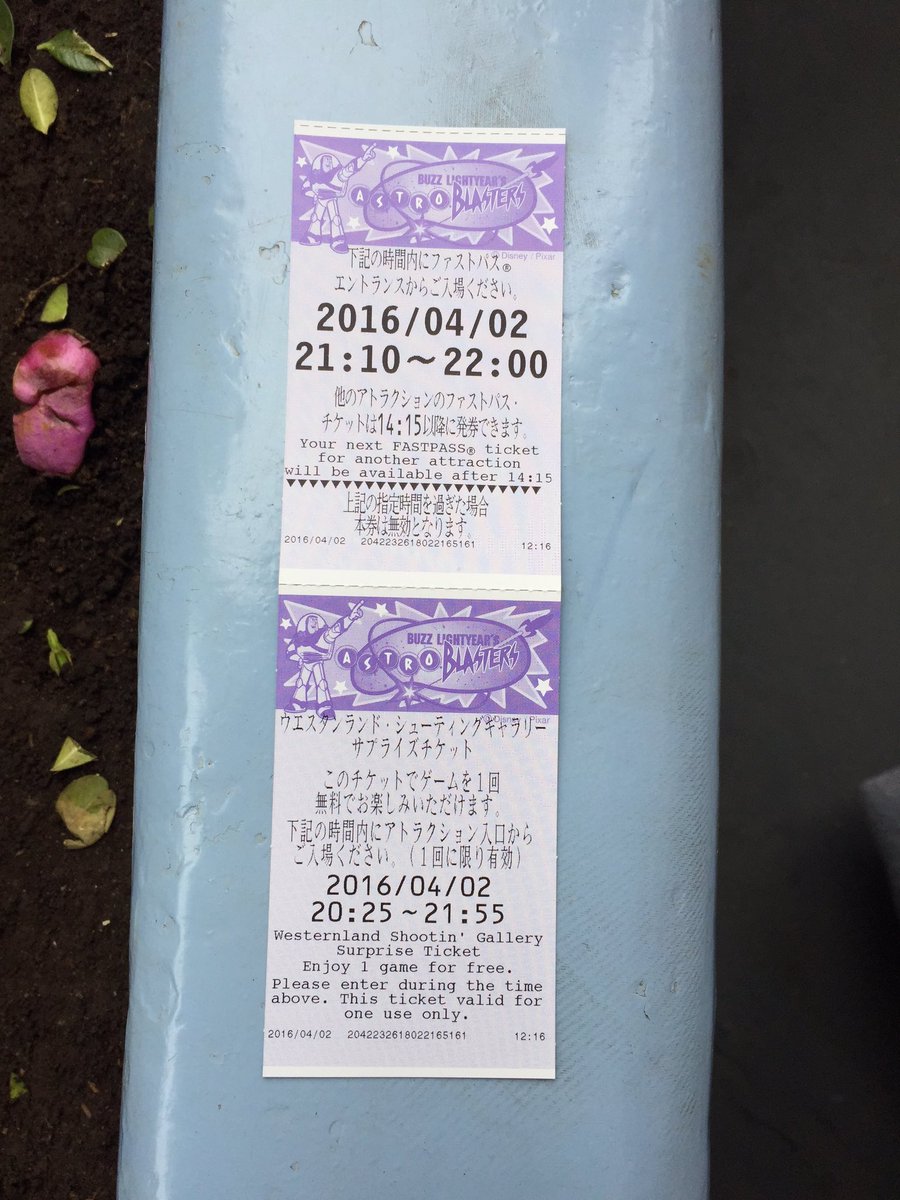 BUZZ LIGHTYEAR'S
ASTRO BLASTERS
© Disney / Pixar
下記の時間内にファストパス®
エントランスからご入場ください。
2016/04/02
21:10～22:00
他のアトラクションのファストパス・
チケットは14:15以降に発券できます。
Your next FASTPASS® ticket
for another attraction
will be available after 14:15
上記の指定時間を過ぎた場合
本券は無効となります。
2016/04/02 2042232618022165161 12:16
BUZZ LIGHTYEAR'S
ASTRO BLASTERS
© Disney / Pixar
ウエスタンランド・シューティングギャラリー
サプライズチケット
このチケットでゲームを1回
無料でお楽しみいただけます。
下記の時間内にアトラクション入口から
ご入場ください。(1回に限り有効)
2016/04/02
20:25～21:55
Westernland Shootin' Gallery
Surprise Ticket
Enjoy 1 game for free.
Please enter during the time
above. This ticket valid for
one use only.
2016/04/02 2042232618022165161 12:16